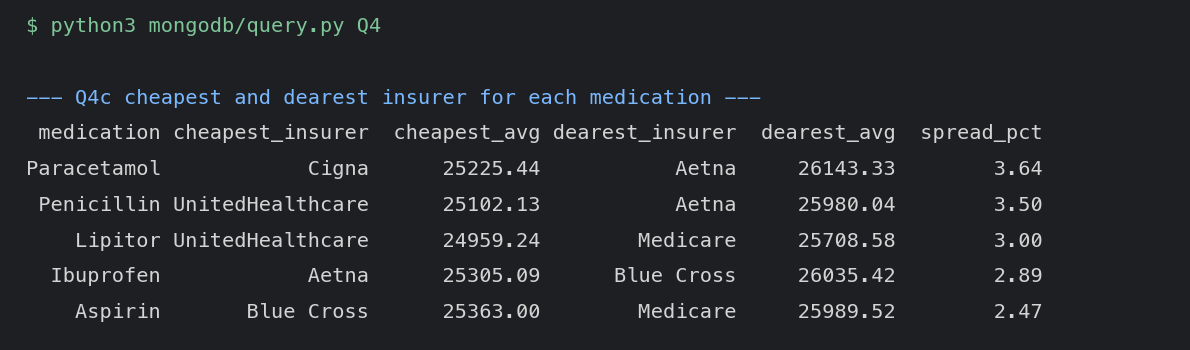 $ python3 mongodb/query.py Q4
--- Q4c cheapest and dearest insurer for each medication ---
medication cheapest_insurer cheapest_avg dearest_insurer dearest_avg spread_pct
Paracetamol Cigna 25225.44 Aetna 26143.33 3.64
Penicillin UnitedHealthcare 25102.13 Aetna 25980.04 3.50
Lipitor UnitedHealthcare 24959.24 Medicare 25708.58 3.00
Ibuprofen Aetna 25305.09 Blue Cross 26035.42 2.89
Aspirin Blue Cross 25363.00 Medicare 25989.52 2.47